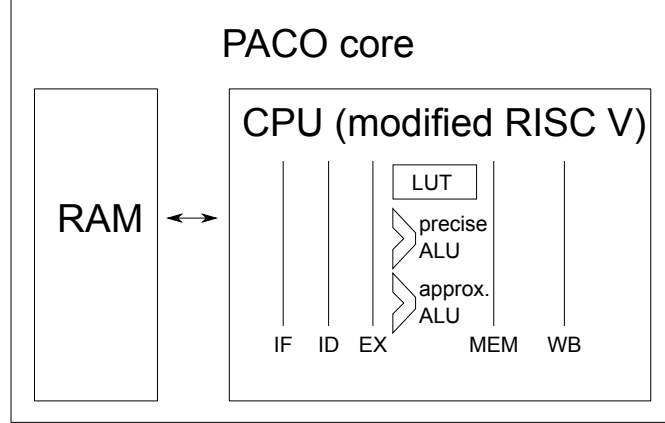 PACO core
RAM
CPU (modified RISC V)
LUT
precise
ALU
approx.
ALU
IF ID EX MEM WB